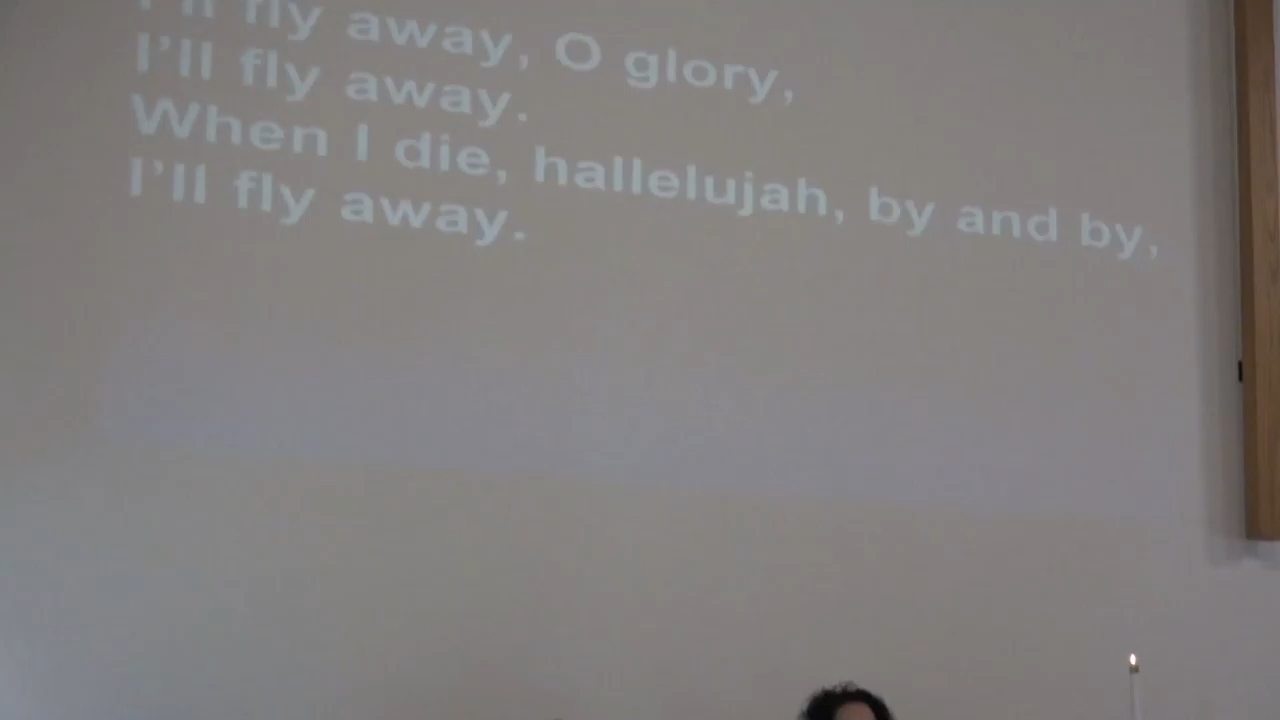 I'll fly away, O glory,
I'll fly away.
When I die, hallelujah, by and by,
I'll fly away.